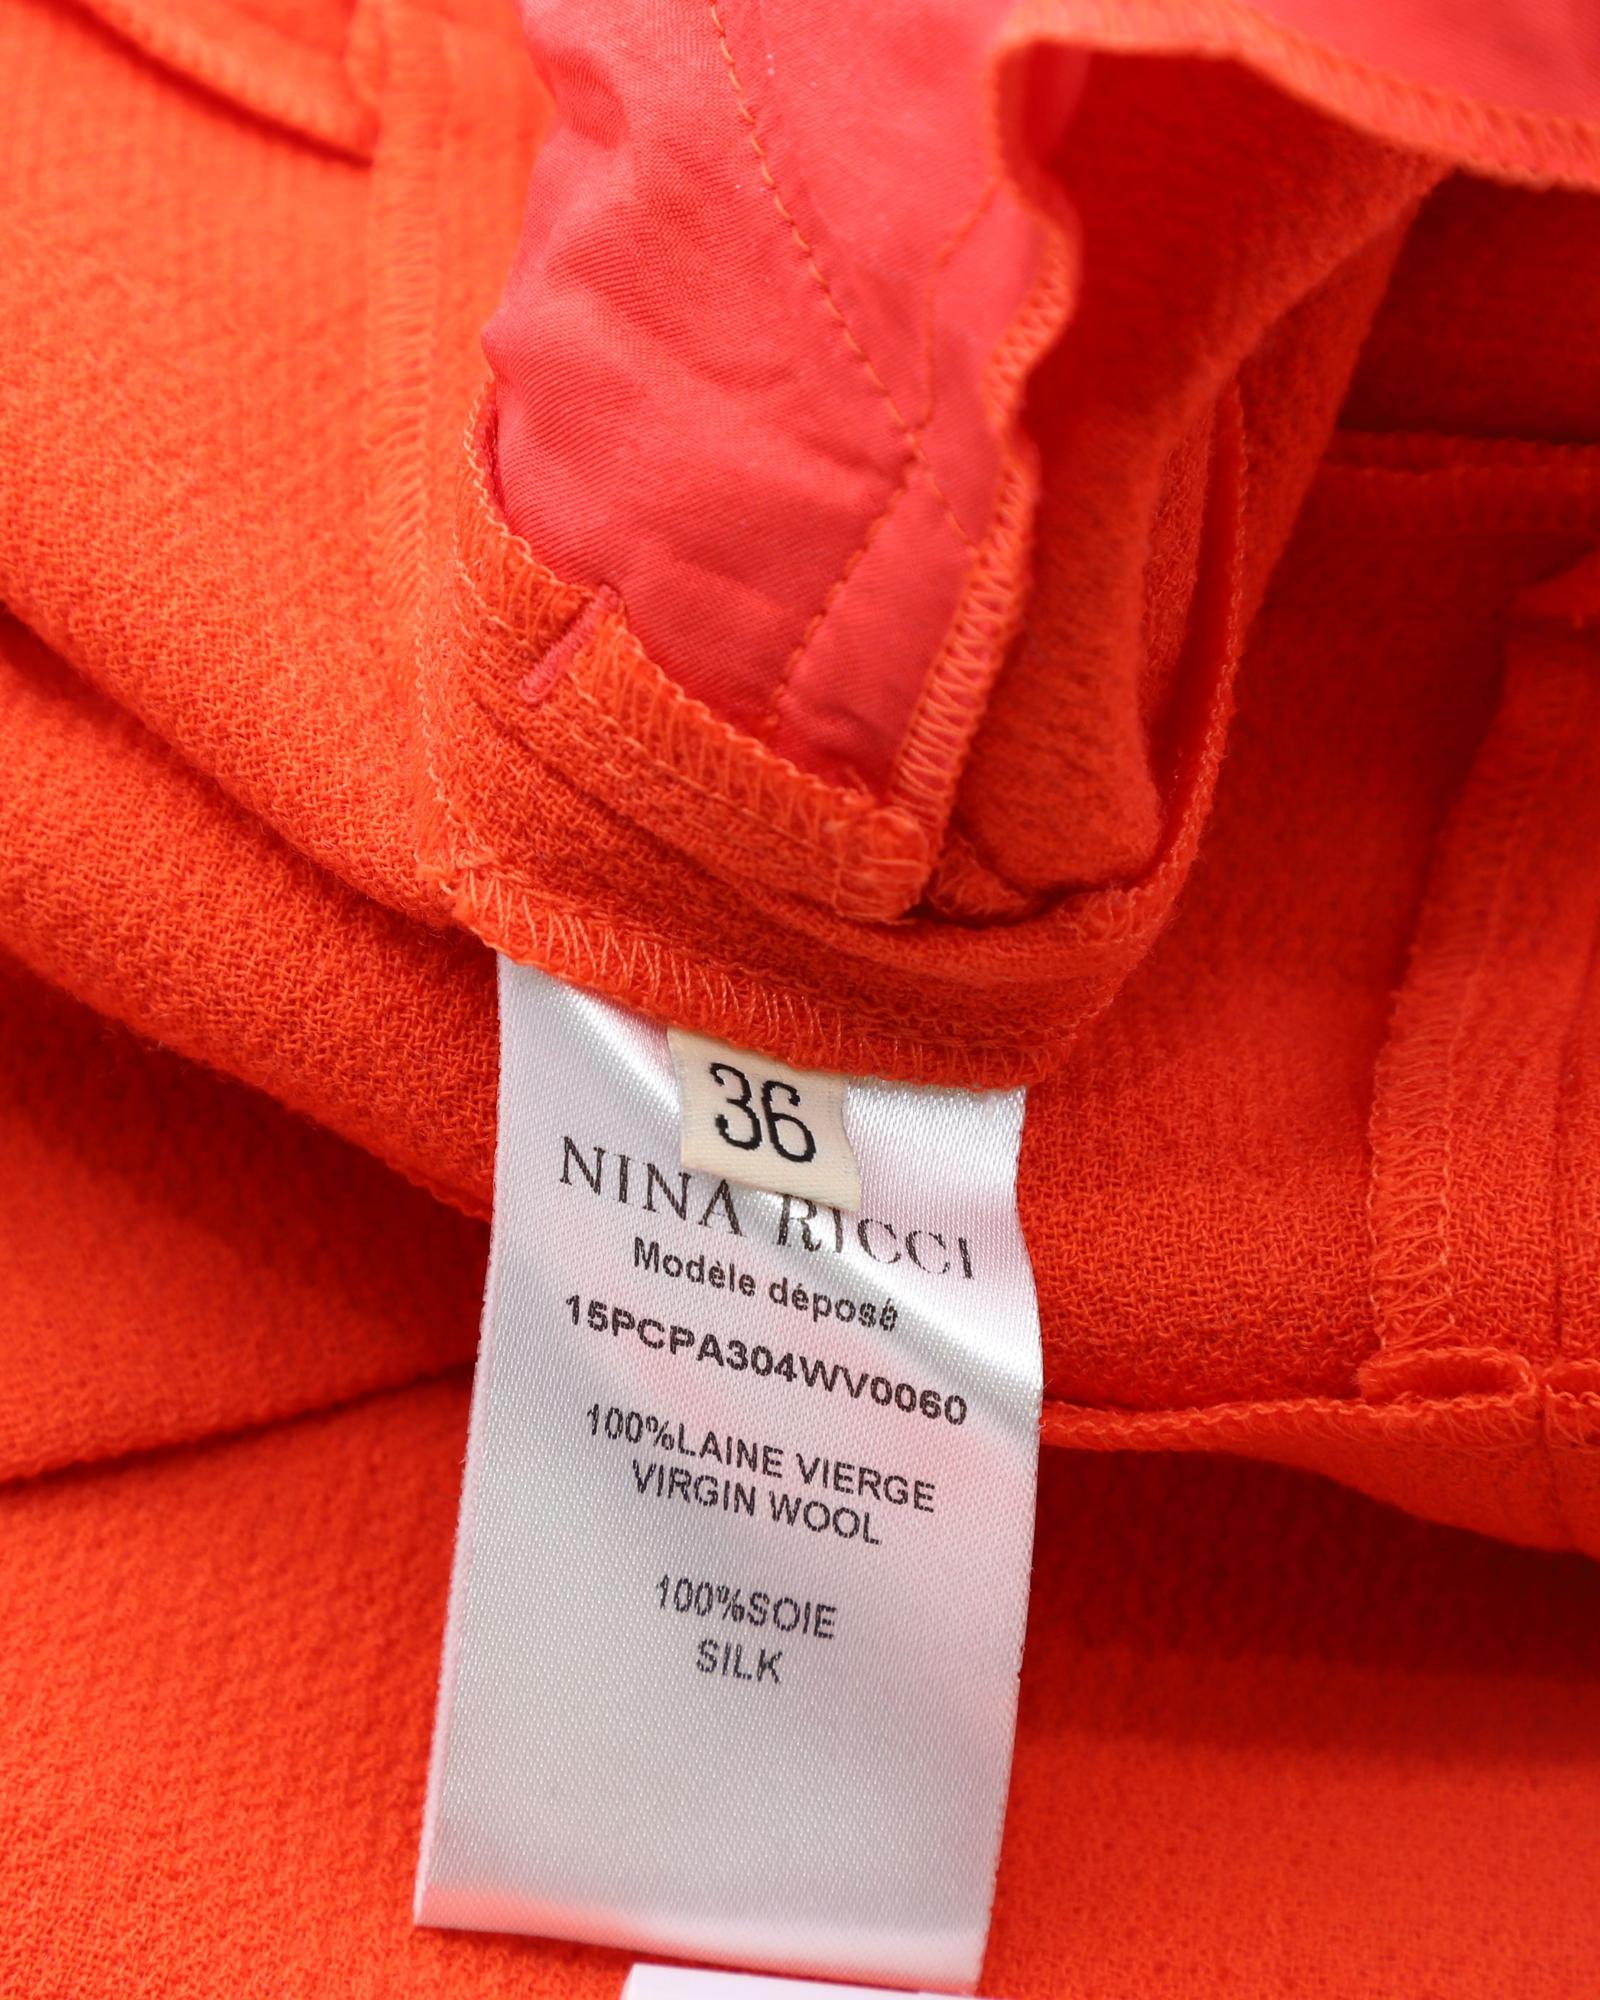 36
NINA RICCI
Modèle déposé
15PCPA304WV0060
100%LAINE VIERGE
VIRGIN WOOL
100%SOIE
SILK